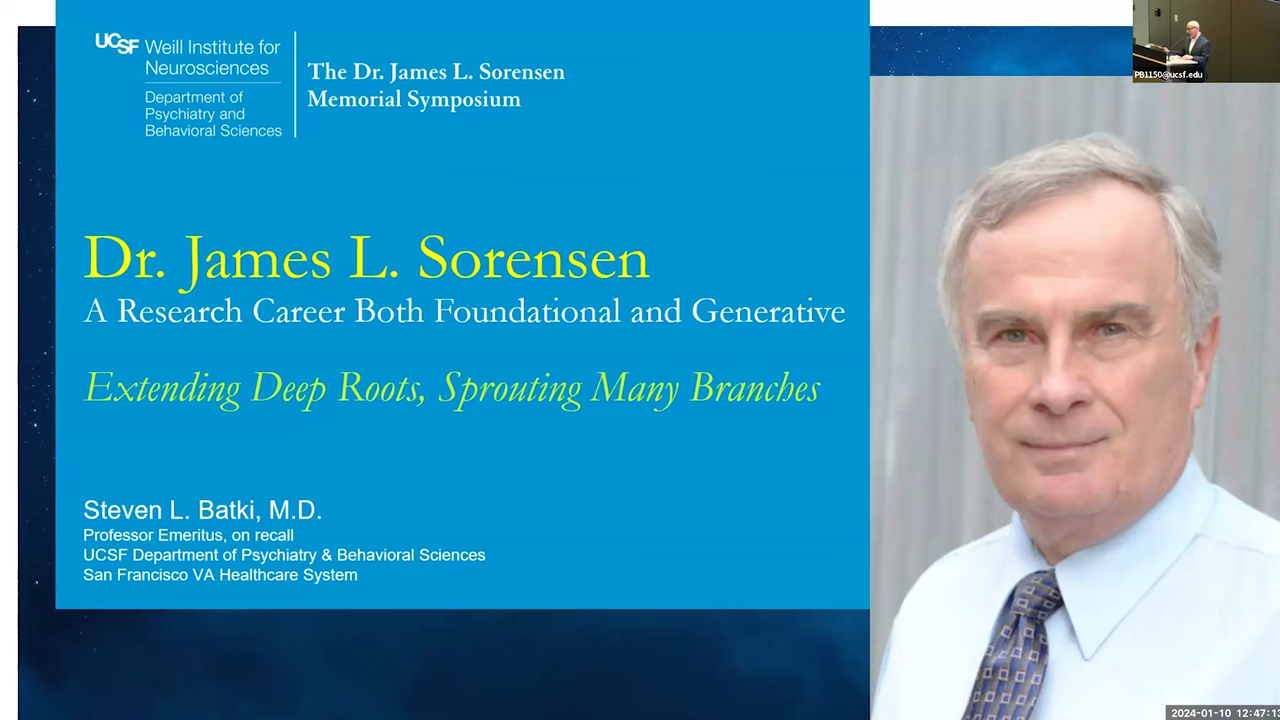 UCSF Weill Institute for
Neurosciences
Department of
Psychiatry and
Behavioral Sciences
The Dr. James L. Sorensen
Memorial Symposium
PB1150@ucsf.edu
Dr. James L. Sorensen
A Research Career Both Foundational and Generative
Extending Deep Roots, Sprouting Many Branches
Steven L. Batki, M.D.
Professor Emeritus, on recall
UCSF Department of Psychiatry & Behavioral Sciences
San Francisco VA Healthcare System
2024-01-10 12:47:13